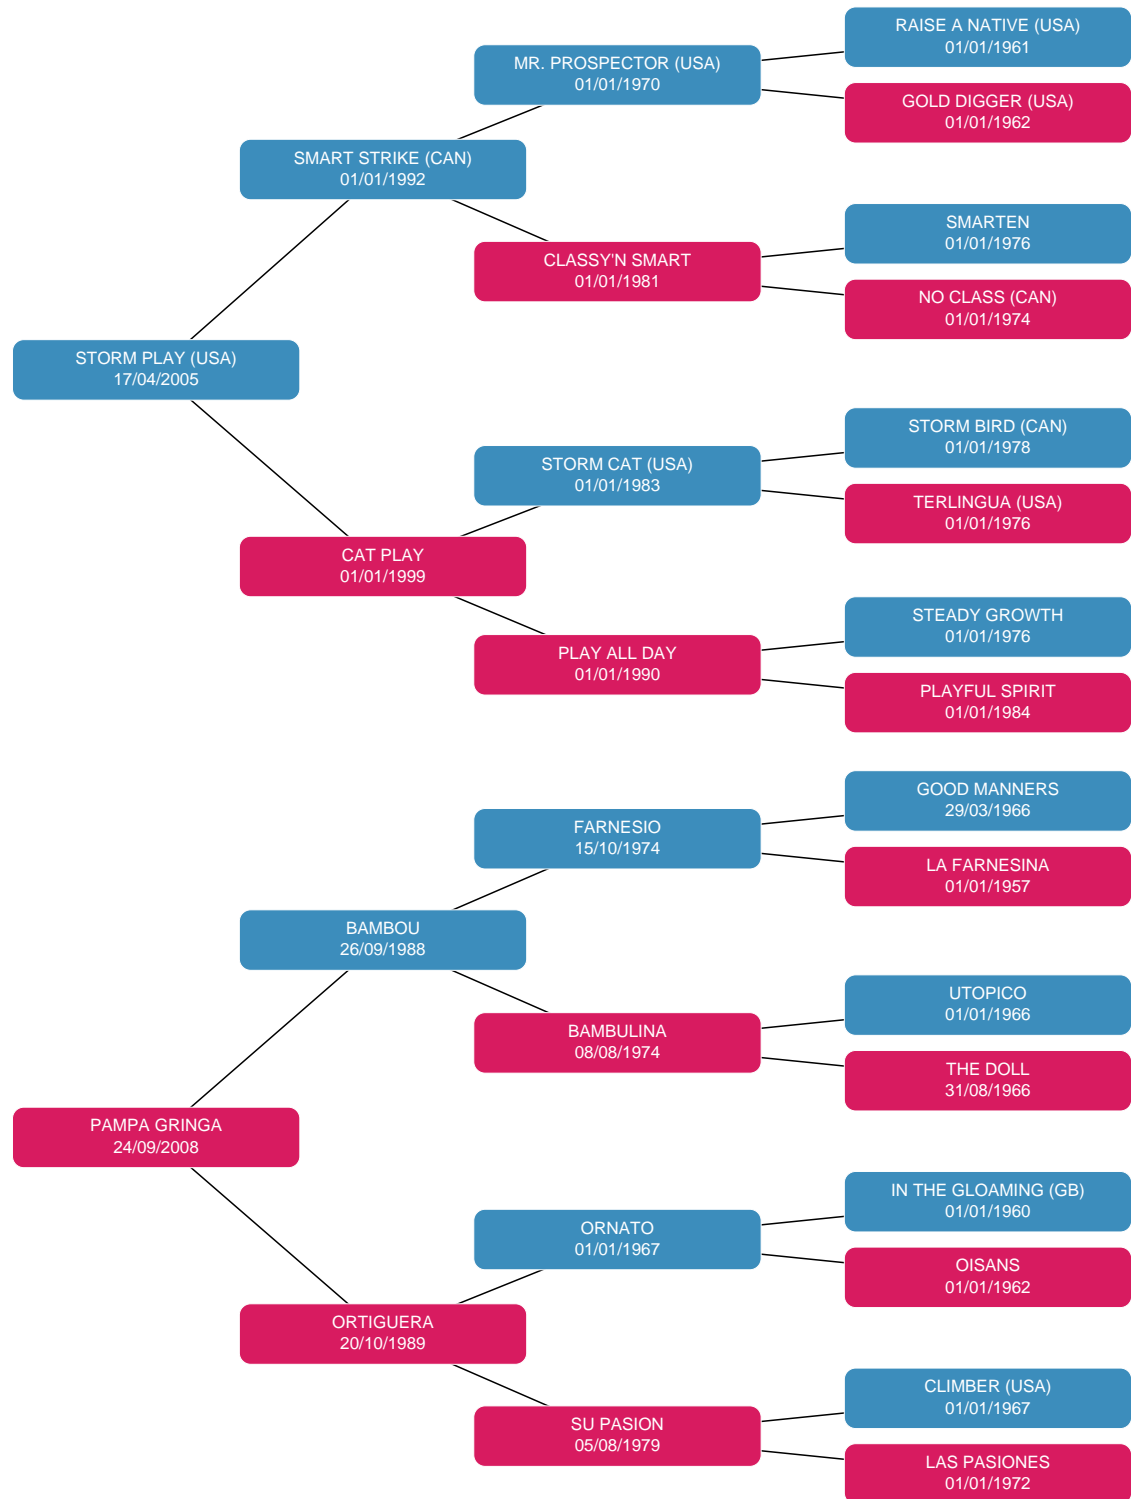 RAISE A NATIVE (USA)
01/01/1961
MR. PROSPECTOR (USA)
01/01/1970
GOLD DIGGER (USA)
01/01/1962
SMART STRIKE (CAN)
01/01/1992
SMARTEN
01/01/1976
CLASSY'N SMART
01/01/1981
NO CLASS (CAN)
01/01/1974
STORM PLAY (USA)
17/04/2005
STORM BIRD (CAN)
01/01/1978
STORM CAT (USA)
01/01/1983
TERLINGUA (USA)
01/01/1976
CAT PLAY
01/01/1999
STEADY GROWTH
01/01/1976
PLAY ALL DAY
01/01/1990
PLAYFUL SPIRIT
01/01/1984
GOOD MANNERS
29/03/1966
FARNESIO
15/10/1974
LA FARNESINA
01/01/1957
BAMBOU
26/09/1988
UTOPICO
01/01/1966
BAMBULINA
08/08/1974
THE DOLL
31/08/1966
PAMPA GRINGA
24/09/2008
IN THE GLOAMING (GB)
01/01/1960
ORNATO
01/01/1967
OISANS
01/01/1962
ORTIGUERA
20/10/1989
CLIMBER (USA)
01/01/1967
SU PASION
05/08/1979
LAS PASIONES
01/01/1972